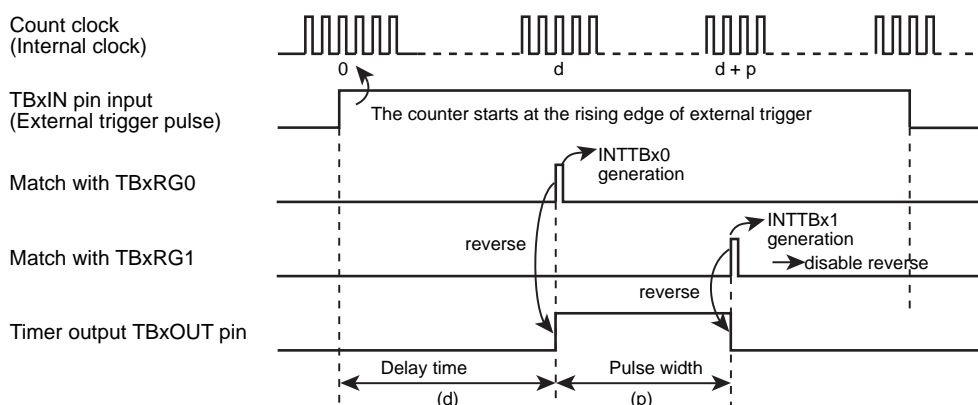 Count clock
(Internal clock)
0
d
d + p
TBxIN pin input
(External trigger pulse)
The counter starts at the rising edge of external trigger
INTTBx0
generation
Match with TBxRG0
INTTBx1
generation
reverse
Match with TBxRG1
disable reverse
reverse
Timer output TBxOUT pin
Delay time
Pulse width
(d)
(p)